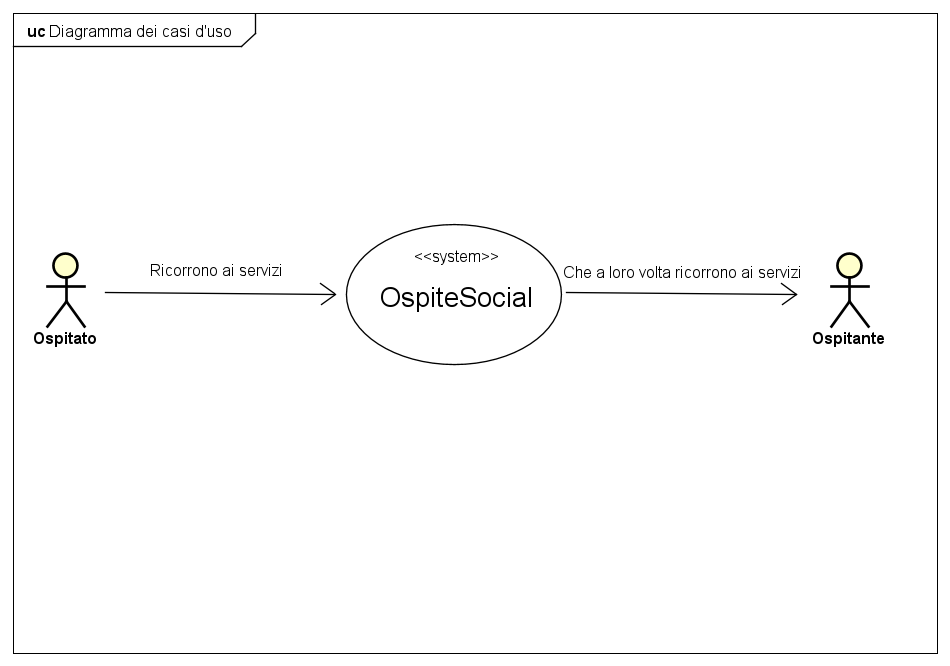 uc Diagramma dei casi d'uso
Ricorrono ai servizi
<<system>>
OspiteSocial
Che a loro volta ricorrono ai servizi
Ospitato
Ospitante